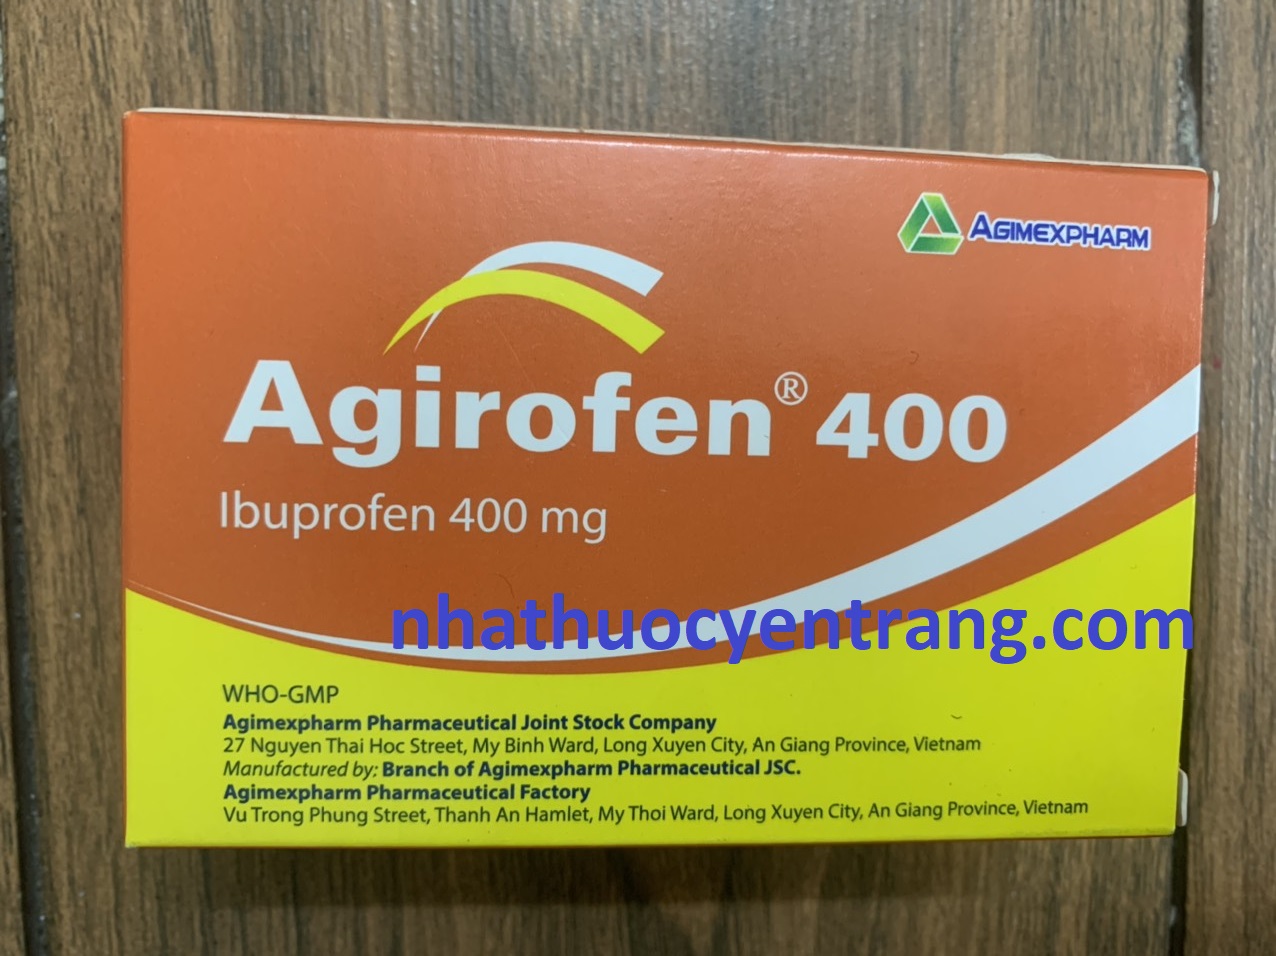 AGIMEXPHARM
Agirofen® 400
Ibuprofen 400 mg
nhathuocyentrang.com
WHO-GMP
Agimexpharm Pharmaceutical Joint Stock Company
27 Nguyen Thai Hoc Street, My Binh Ward, Long Xuyen City, An Giang Province, Vietnam
Manufactured by: Branch of Agimexpharm Pharmaceutical JSC.
Agimexpharm Pharmaceutical Factory
Vu Trong Phung Street, Thanh An Hamlet, My Thoi Ward, Long Xuyen City, An Giang Province, Vietnam